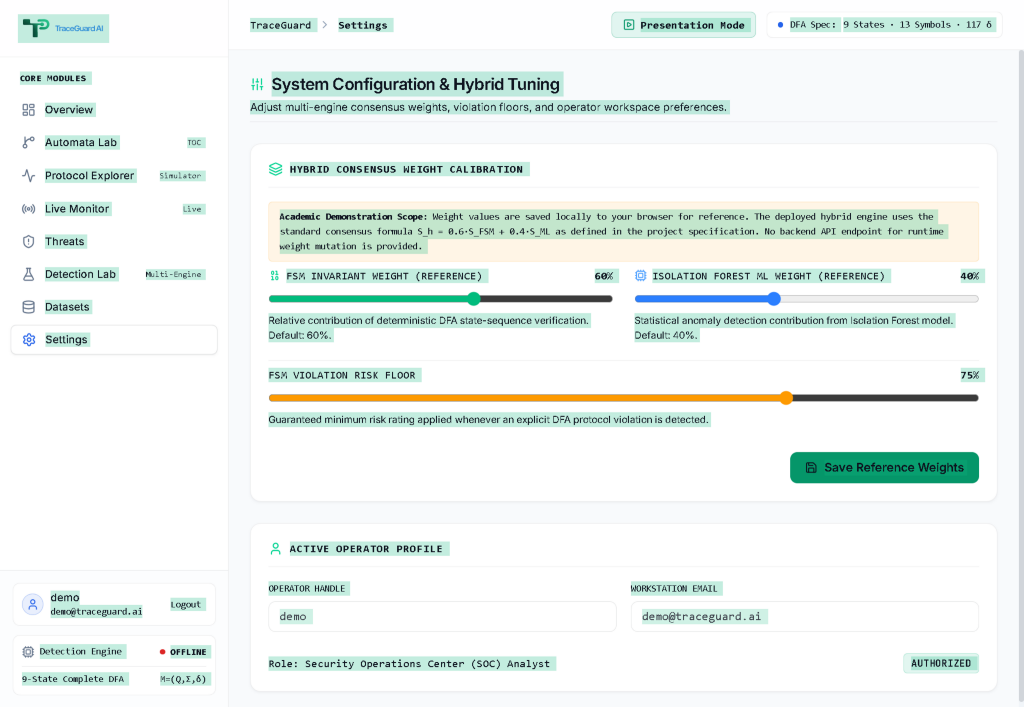 TraceGuard AI
CORE MODULES
Overview
Automata Lab TOC
Protocol Explorer Simulator
Live Monitor Live
Threats
Detection Lab Multi-Engine
Datasets
Settings
demo
demo@traceguard.ai
Logout
Detection Engine OFFLINE
9-State Complete DFA M=(Q,Σ,δ)
TraceGuard > Settings
Presentation Mode
DFA Spec: 9 States · 13 Symbols · 117 δ
System Configuration & Hybrid Tuning
Adjust multi-engine consensus weights, violation floors, and operator workspace preferences.
HYBRID CONSENSUS WEIGHT CALIBRATION
Academic Demonstration Scope: Weight values are saved locally to your browser for reference. The deployed hybrid engine uses the
standard consensus formula S_h = 0.6·S_FSM + 0.4·S_ML as defined in the project specification. No backend API endpoint for runtime
weight mutation is provided.
FSM INVARIANT WEIGHT (REFERENCE) 60%
Relative contribution of deterministic DFA state-sequence verification.
Default: 60%.
ISOLATION FOREST ML WEIGHT (REFERENCE) 40%
Statistical anomaly detection contribution from Isolation Forest model.
Default: 40%.
FSM VIOLATION RISK FLOOR 75%
Guaranteed minimum risk rating applied whenever an explicit DFA protocol violation is detected.
Save Reference Weights
ACTIVE OPERATOR PROFILE
OPERATOR HANDLE
demo
WORKSTATION EMAIL
demo@traceguard.ai
Role: Security Operations Center (SOC) Analyst
AUTHORIZED